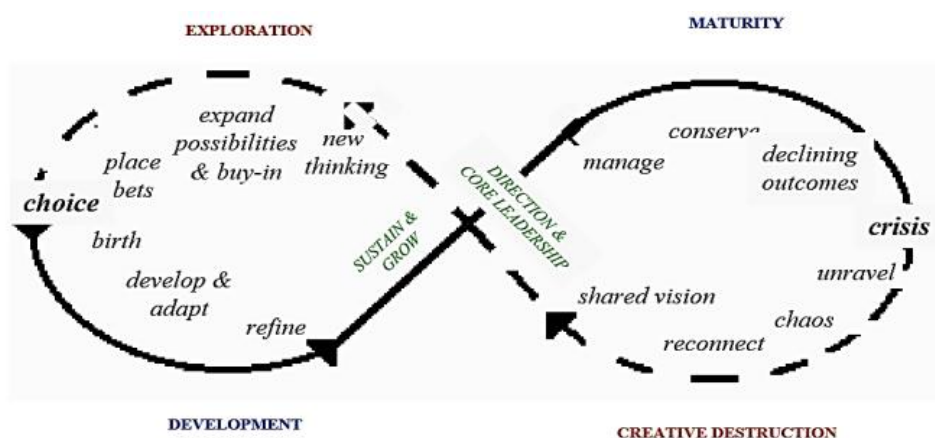 EXPLORATION
MATURITY
expand
possibilities
& buy-in
new
thinking
place
bets
choice
birth
develop &
adapt
refine
SUSTAIN &
GROW
DIRECTION &
CORE LEADERSHIP
manage
conserve
declining
outcomes
crisis
unravel
chaos
reconnect
shared vision
DEVELOPMENT
CREATIVE DESTRUCTION